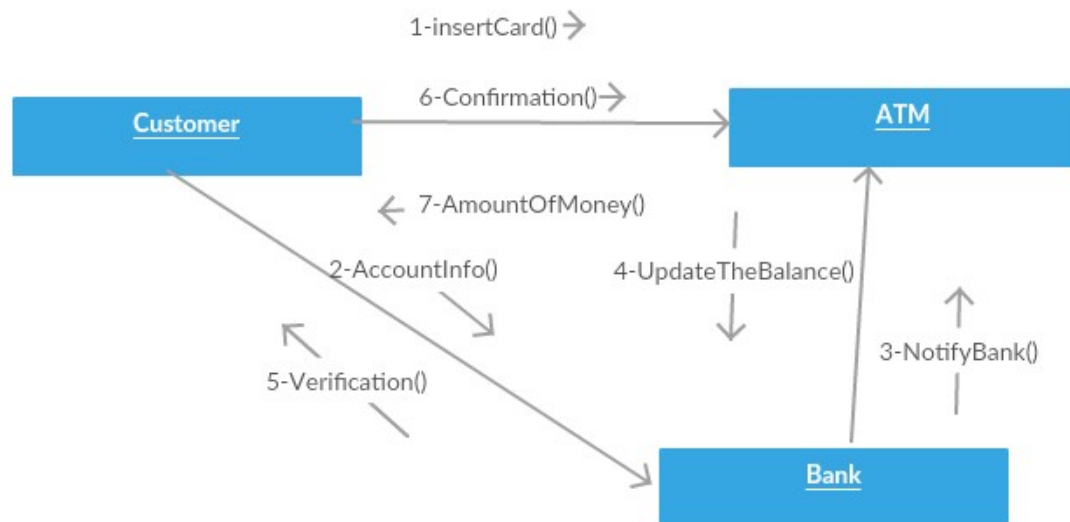 1-insertCard()
6-Confirmation()
Customer
ATM
7-AmountOfMoney()
2-AccountInfo()
4-UpdateTheBalance()
3-NotifyBank()
5-Verification()
Bank